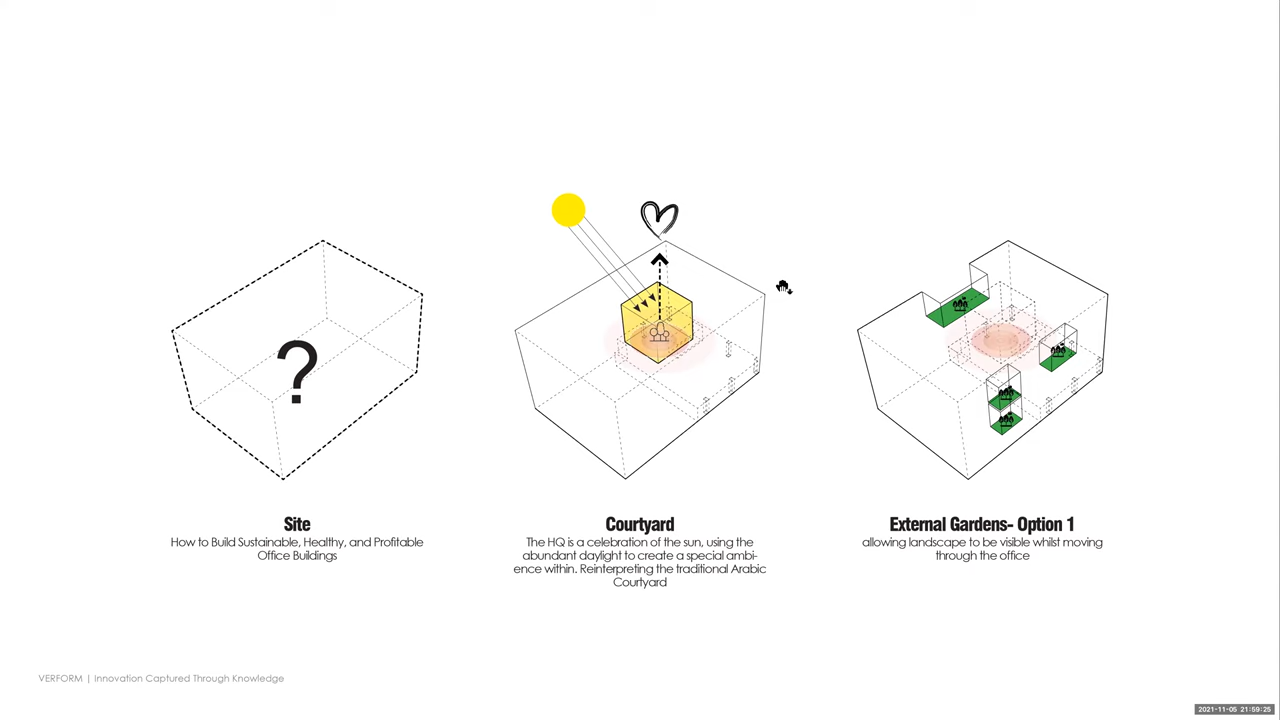 ?
Site
How to Build Sustainable, Healthy, and Profitable
Office Buildings
Courtyard
The HQ is a celebration of the sun, using the
abundant daylight to create a special ambi-
ence within. Reinterpreting the traditional Arabic
Courtyard
External Gardens- Option 1
allowing landscape to be visible whilst moving
through the office
VERFORM | Innovation Captured Through Knowledge
2021-11-05 21:59:25